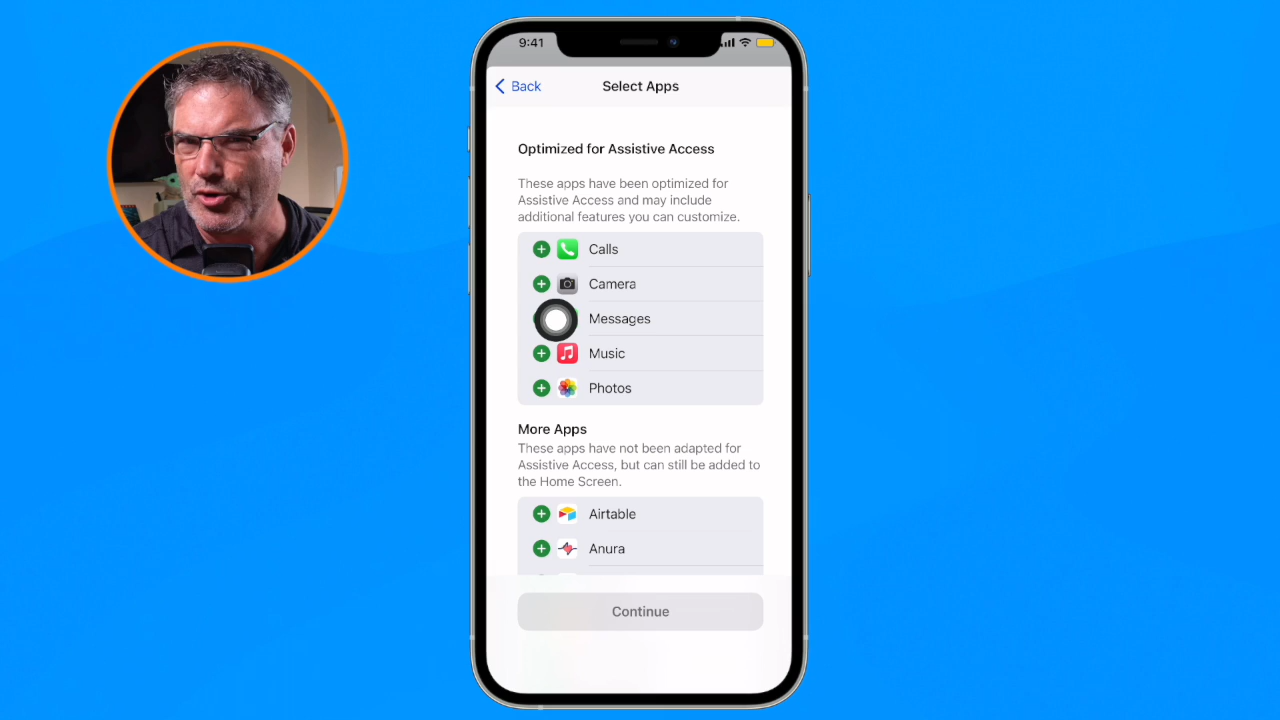 9:41
Back
Select Apps
Optimized for Assistive Access
These apps have been optimized for
Assistive Access and may include
additional features you can customize.
Calls
Camera
Messages
Music
Photos
More Apps
These apps have not been adapted for
Assistive Access, but can still be added to
the Home Screen.
Airtable
Anura
Continue